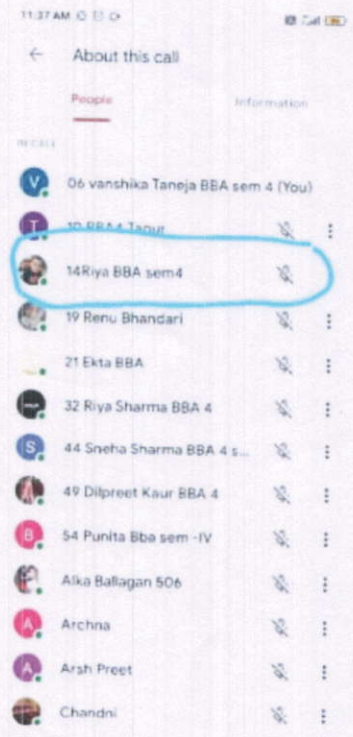 11:37 AM
About this call
People Information
IN CALL
V 06 vanshika Taneja BBA sem 4 (You)
T 10 BBA4 Tanur
14Riya BBA sem4
19 Renu Bhandari
21 Ekta BBA
32 Riya Sharma BBA 4
S 44 Sneha Sharma BBA 4 s...
49 Dilpreet Kaur BBA 4
B 54 Punita Bba sem -IV
Alka Ballagan 506
A Archna
A Arsh Preet
Chandni